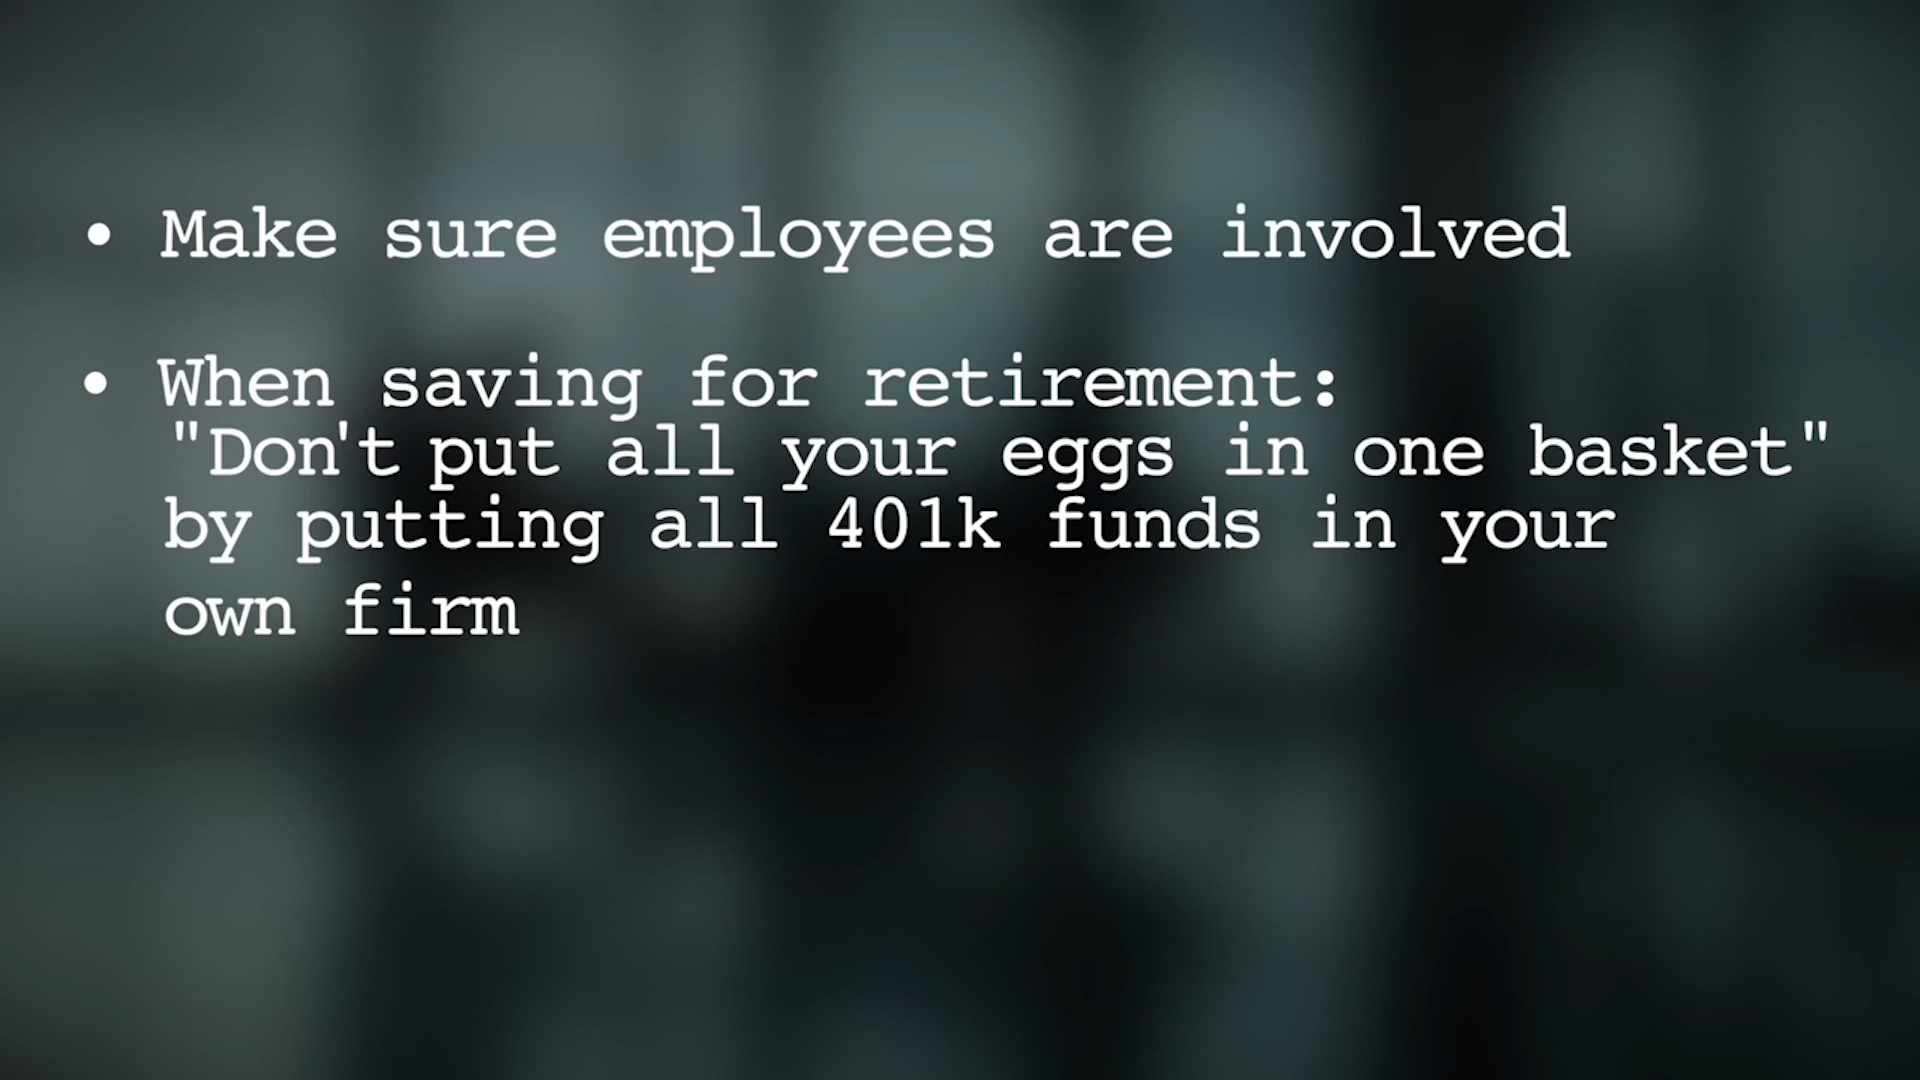 • Make sure employees are involved
• When saving for retirement:
"Don't put all your eggs in one basket"
by putting all 401k funds in your
own firm